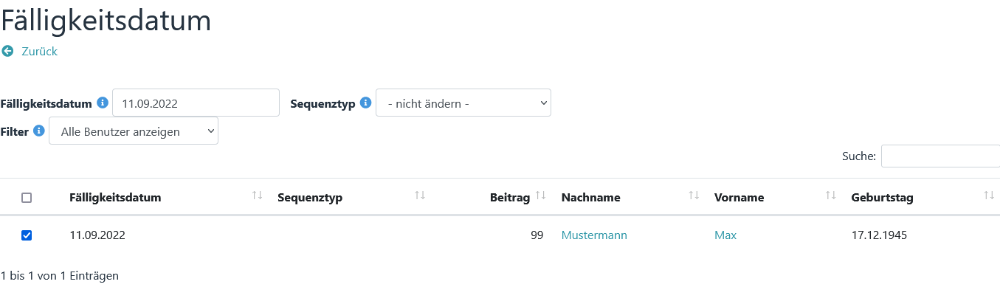 Fälligkeitsdatum
Zurück
Fälligkeitsdatum 11.09.2022 Sequenztyp - nicht ändern -
Filter Alle Benutzer anzeigen
Suche:
Fälligkeitsdatum Sequenztyp Beitrag Nachname Vorname Geburtstag
11.09.2022 99 Mustermann Max 17.12.1945
1 bis 1 von 1 Einträgen